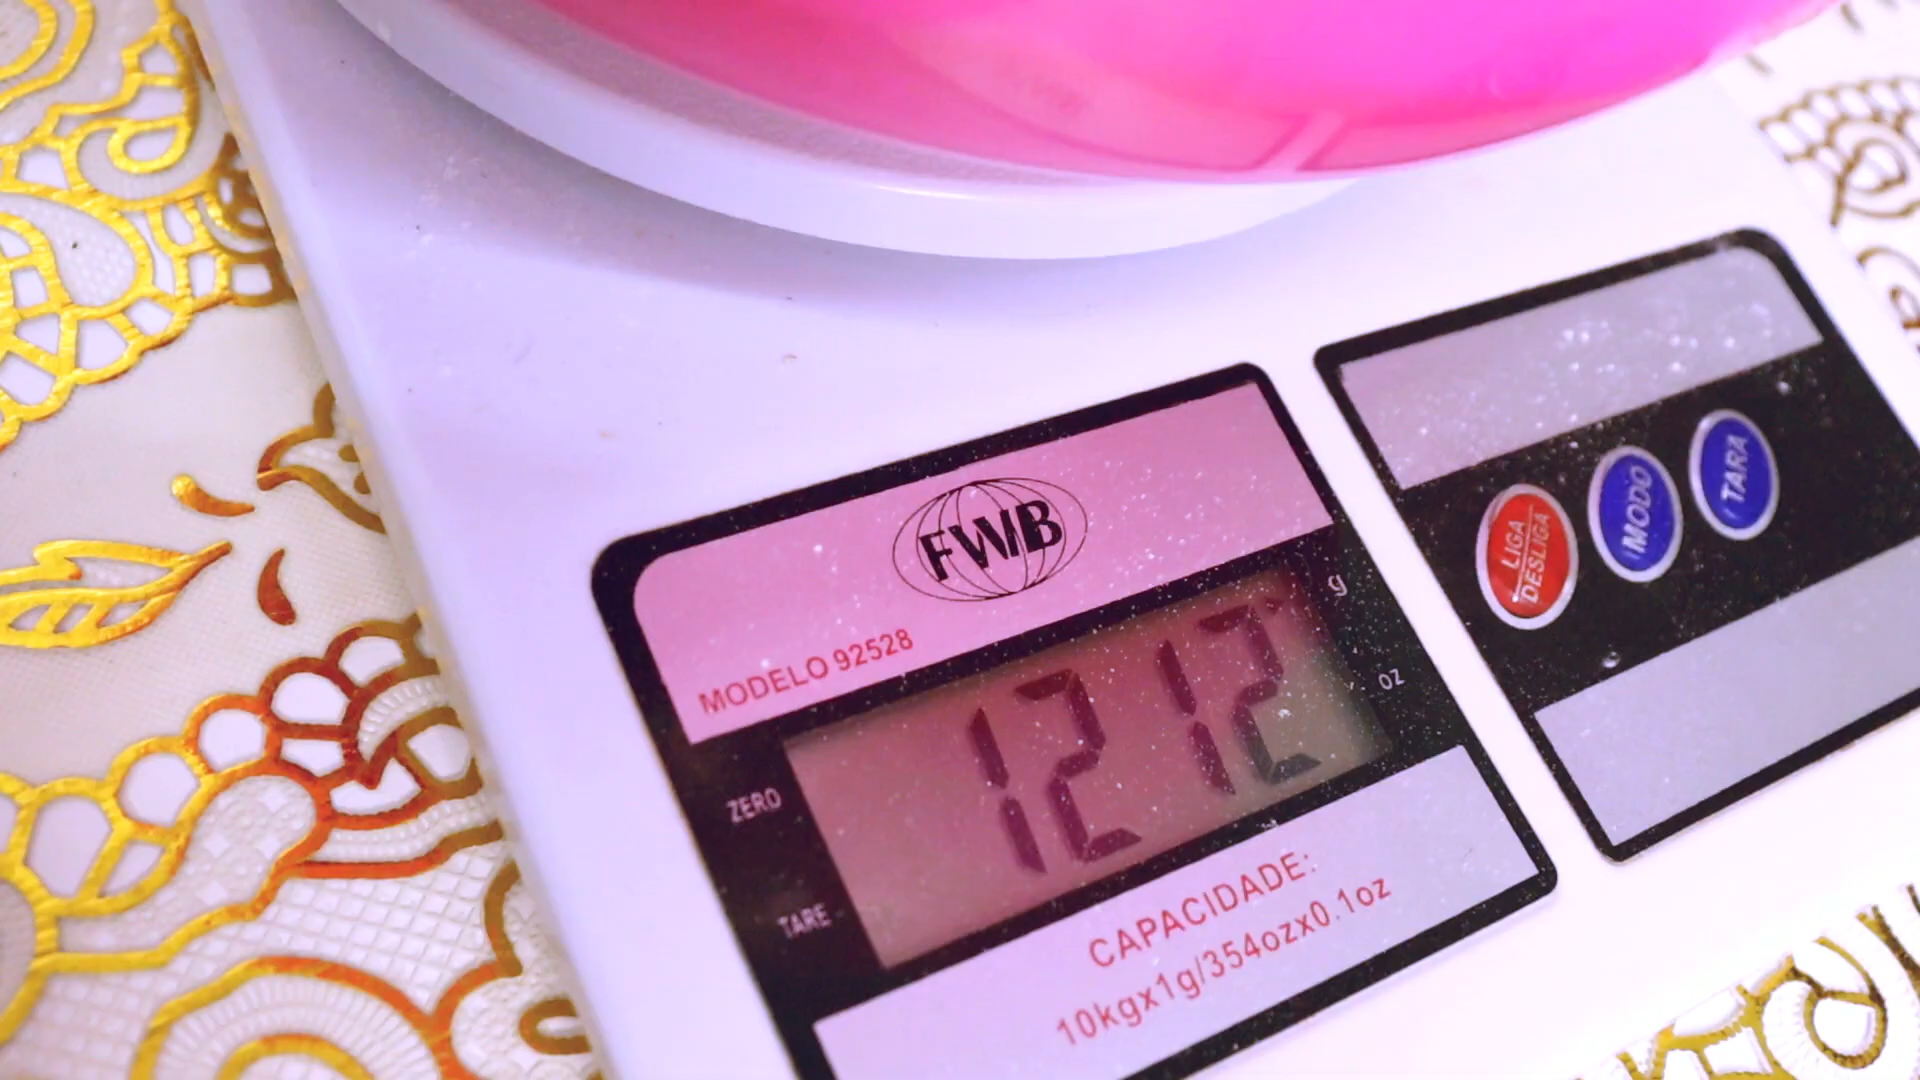 FWB
MODELO 92528
g
oz
1212
ZERO
TARE
CAPACIDADE:
10kgx1g/354ozx0.1oz
LIGA
DESLIGA
MODO
TARA